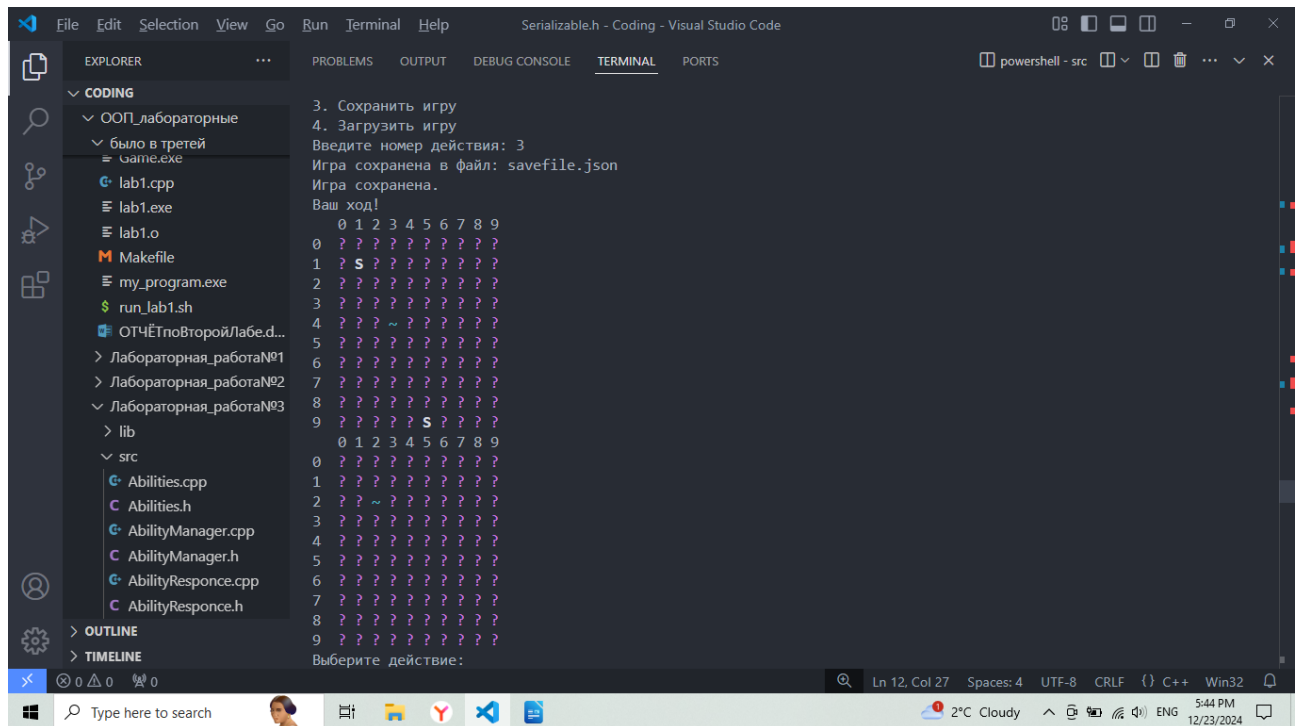 File Edit Selection View Go Run Terminal Help Serializable.h - Coding - Visual Studio Code
EXPLORER ...
CODING
ООП_лабораторные
было в третей
Game.exe
lab1.cpp
lab1.exe
lab1.o
Makefile
my_program.exe
run_lab1.sh
ОТЧЁТпоВторойЛабе.d...
Лабораторная_работа№1
Лабораторная_работа№2
Лабораторная_работа№3
lib
src
Abilities.cpp
Abilities.h
AbilityManager.cpp
AbilityManager.h
AbilityResponce.cpp
AbilityResponce.h
OUTLINE
TIMELINE
PROBLEMS OUTPUT DEBUG CONSOLE TERMINAL PORTS powershell - src ...
3. Сохранить игру
4. Загрузить игру
Введите номер действия: 3
Игра сохранена в файл: savefile.json
Игра сохранена.
Ваш ход!
0 1 2 3 4 5 6 7 8 9
0 ? ? ? ? ? ? ? ? ? ?
1 ? S ? ? ? ? ? ? ? ?
2 ? ? ? ? ? ? ? ? ? ?
3 ? ? ? ? ? ? ? ? ? ?
4 ? ? ? ~ ? ? ? ? ? ?
5 ? ? ? ? ? ? ? ? ? ?
6 ? ? ? ? ? ? ? ? ? ?
7 ? ? ? ? ? ? ? ? ? ?
8 ? ? ? ? ? ? ? ? ? ?
9 ? ? ? ? ? S ? ? ? ?
0 1 2 3 4 5 6 7 8 9
0 ? ? ? ? ? ? ? ? ? ?
1 ? ? ? ? ? ? ? ? ? ?
2 ? ? ~ ? ? ? ? ? ? ?
3 ? ? ? ? ? ? ? ? ? ?
4 ? ? ? ? ? ? ? ? ? ?
5 ? ? ? ? ? ? ? ? ? ?
6 ? ? ? ? ? ? ? ? ? ?
7 ? ? ? ? ? ? ? ? ? ?
8 ? ? ? ? ? ? ? ? ? ?
9 ? ? ? ? ? ? ? ? ? ?
Выберите действие:
0 0 0 Ln 12, Col 27 Spaces: 4 UTF-8 CRLF {} C++ Win32
Type here to search 2°C Cloudy ENG 5:44 PM
12/23/2024